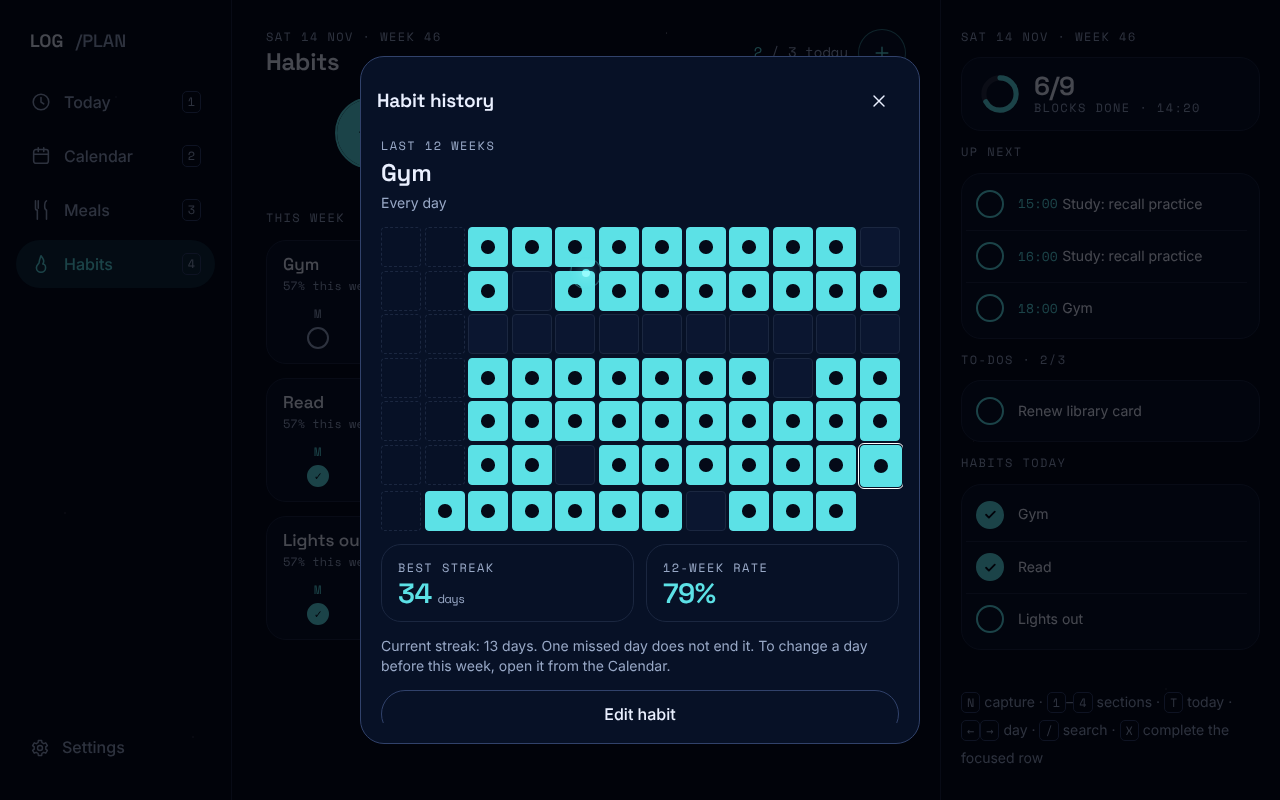 LOG /PLAN
Today 1
Calendar 2
Meals 3
Habits 4
Settings
SAT 14 NOV · WEEK 46
Habits
2 / 3 today
+
THIS WEEK
Gym
57% this we
M
Read
57% this we
M
✓
Lights ou
57% this we
M
✓
Habit history
LAST 12 WEEKS
Gym
Every day
BEST STREAK
34 days
12-WEEK RATE
79%
Current streak: 13 days. One missed day does not end it. To change a day
before this week, open it from the Calendar.
Edit habit
SAT 14 NOV · WEEK 46
6/9
BLOCKS DONE · 14:20
UP NEXT
15:00 Study: recall practice
16:00 Study: recall practice
18:00 Gym
TO-DOS · 2/3
Renew library card
HABITS TODAY
Gym
Read
Lights out
N capture · 1–4 sections · T today ·
← → day · / search · X complete the
focused row